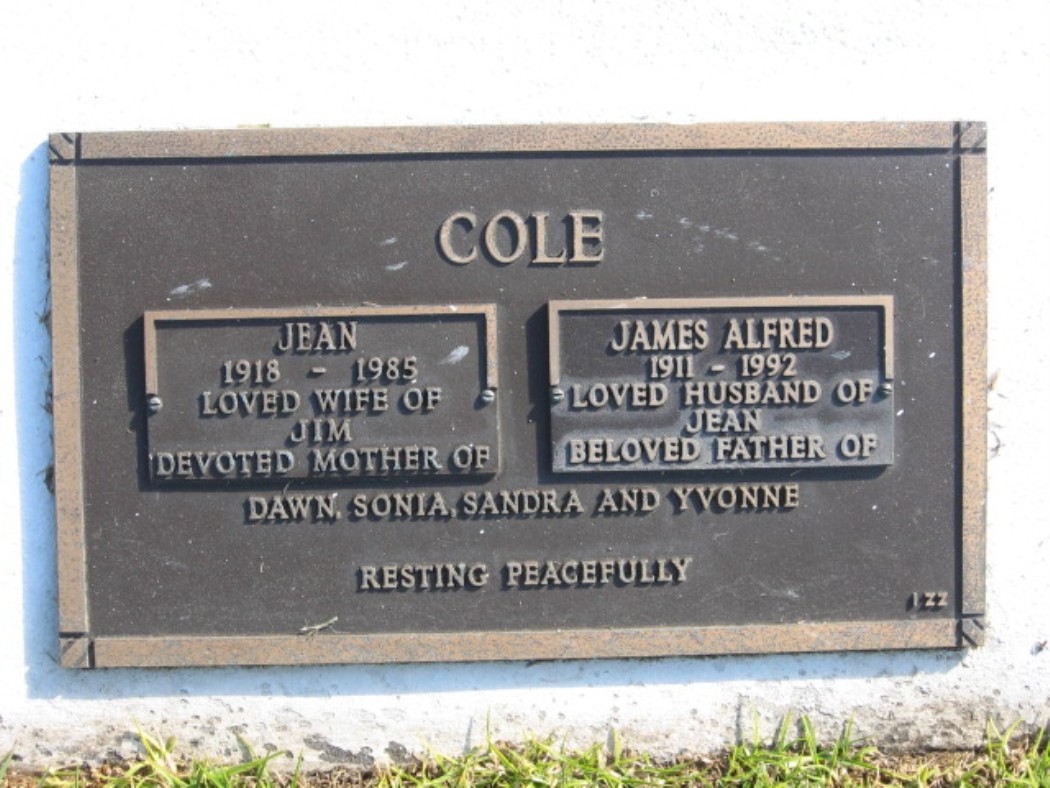 COLE
JEAN
1918 - 1985
LOVED WIFE OF
JIM
DEVOTED MOTHER OF
JAMES ALFRED
1911 - 1992
LOVED HUSBAND OF
JEAN
BELOVED FATHER OF
DAWN, SONIA, SANDRA AND YVONNE
RESTING PEACEFULLY
122